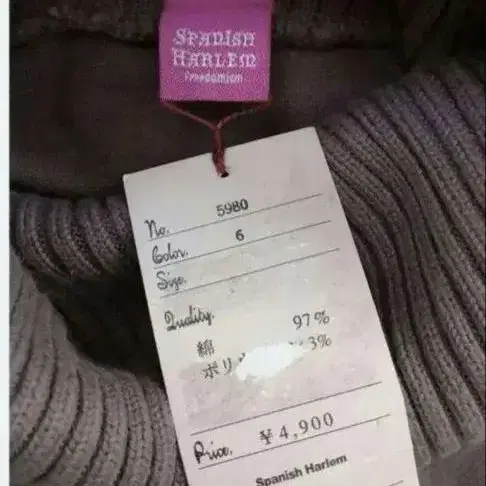 SPANISH
HARLEM
freedomism
No. 5980
Color. 6
Size.
Quality.
綿 97%
ポリ 3%
Price. ¥4,900
Spanish Harlem